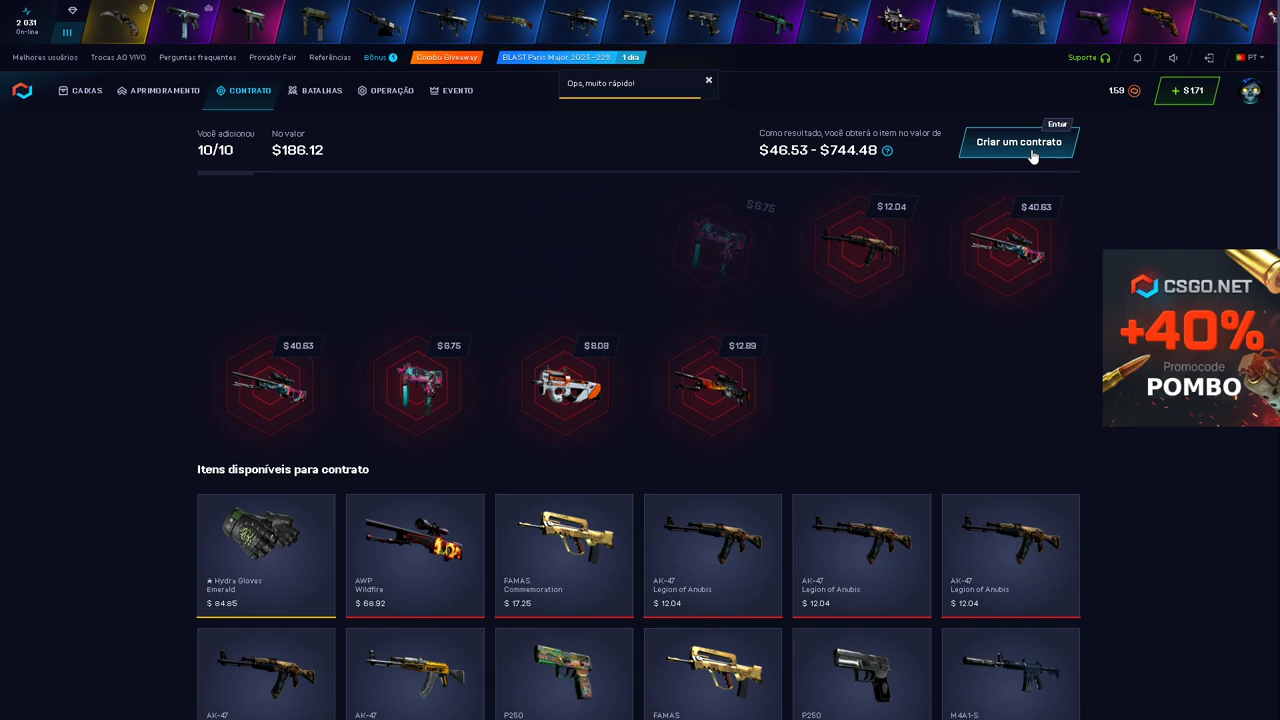 2 031
On-line
Melhores usuários
Trocas AO VIVO
Perguntas frequentes
Provably Fair
Referências
Bônus 1
Combo Giveaway
BLAST Paris Major 2023 -22%
1 dia
Suporte
PT
CAIXAS
APRIMORAMENTO
CONTRATO
BATALHAS
OPERAÇÃO
EVENTO
Ops, muito rápido!
159
+ $171
Você adicionou
10/10
No valor
$186.12
Como resultado, você obterá o item no valor de
$46.53 - $744.48
Enter
Criar um contrato
$ 6.75
$ 12.04
$ 40.63
$ 40.63
$ 6.75
$ 8.08
$ 12.89
CSGO.NET
+40%
Promocode
POMBO
Itens disponíveis para contrato
★ Hydra Gloves
Emerald
$ 84.85
AWP
Wildfire
$ 68.92
FAMAS
Commemoration
$ 17.25
AK-47
Legion of Anubis
$ 12.04
AK-47
Legion of Anubis
$ 12.04
AK-47
Legion of Anubis
$ 12.04
AK-47
AK-47
P250
FAMAS
P250
M4A1-S